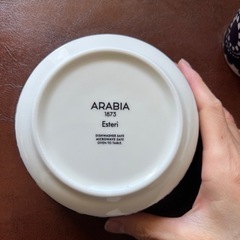 ARABIA
1873
Esteri
DISHWASHER SAFE
MICROWAVE SAFE
OVEN TO TABLE